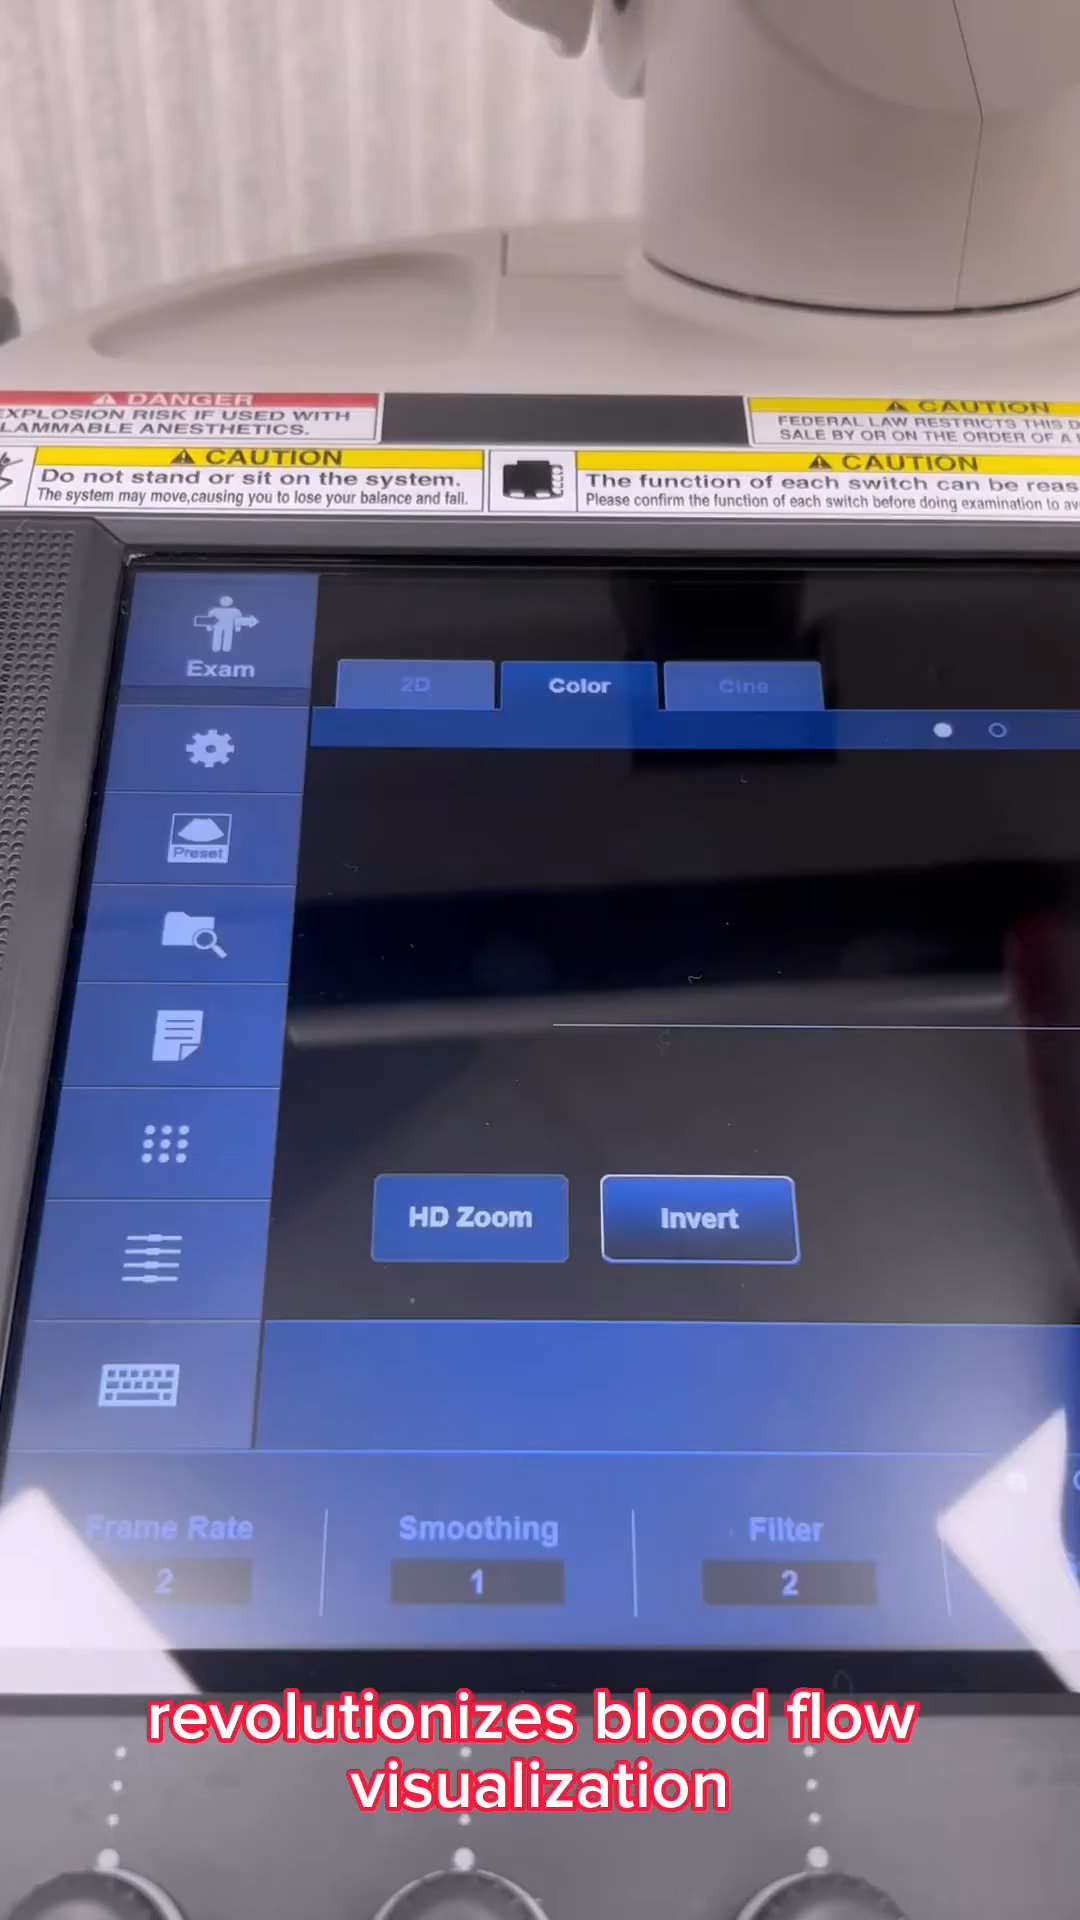 DANGER
EXPLOSION RISK IF USED WITH
LAMMABLE ANESTHETICS.
CAUTION
FEDERAL LAW RESTRICTS THIS D
SALE BY OR ON THE ORDER OF A
CAUTION
Do not stand or sit on the system.
The system may move,causing you to lose your balance and fall.
CAUTION
The function of each switch can be reas
Please confirm the function of each switch before doing examination to av
Exam
2D
Color
Cine
Preset
HD Zoom
Invert
Frame Rate
Smoothing
Filter
2
1
2
revolutionizes blood flow
visualization